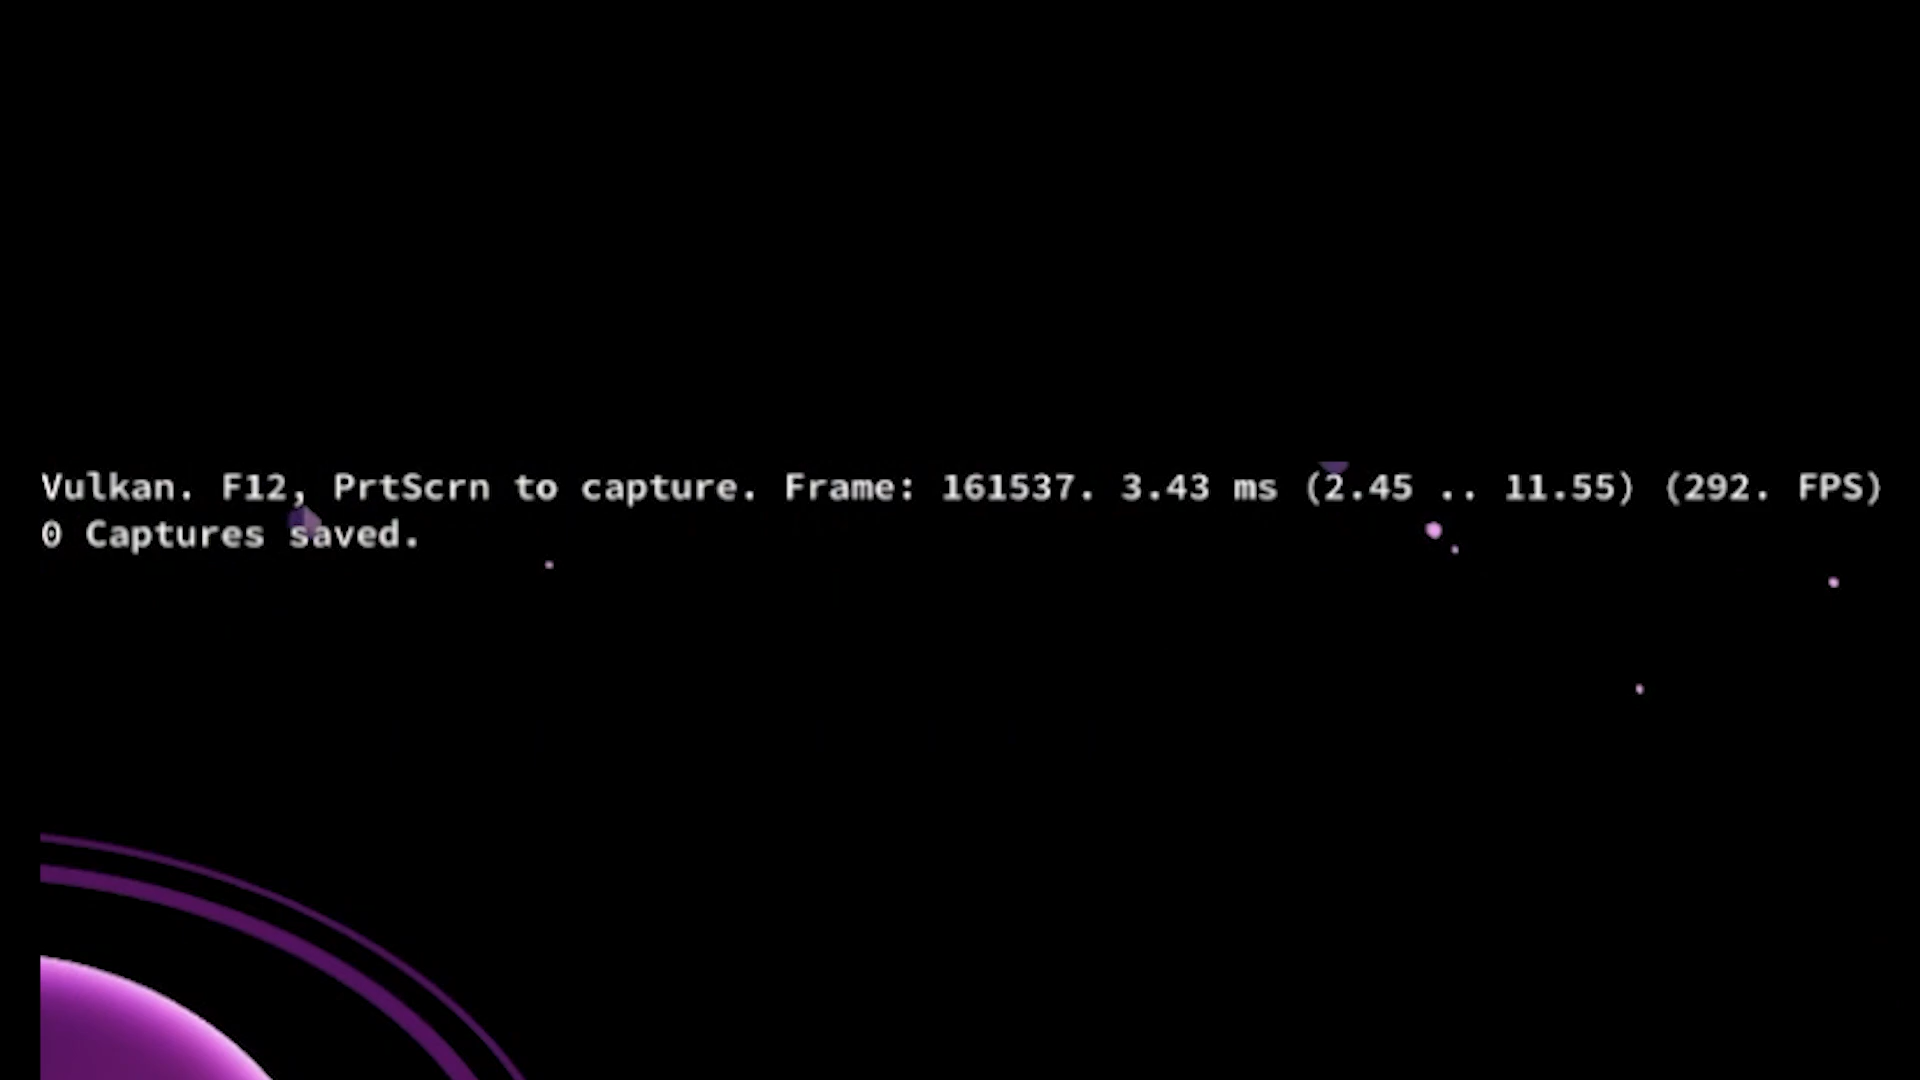 Vulkan. F12, PrtScrn to capture. Frame: 161537. 3.43 ms (2.45 .. 11.55) (292. FPS)
0 Captures saved.